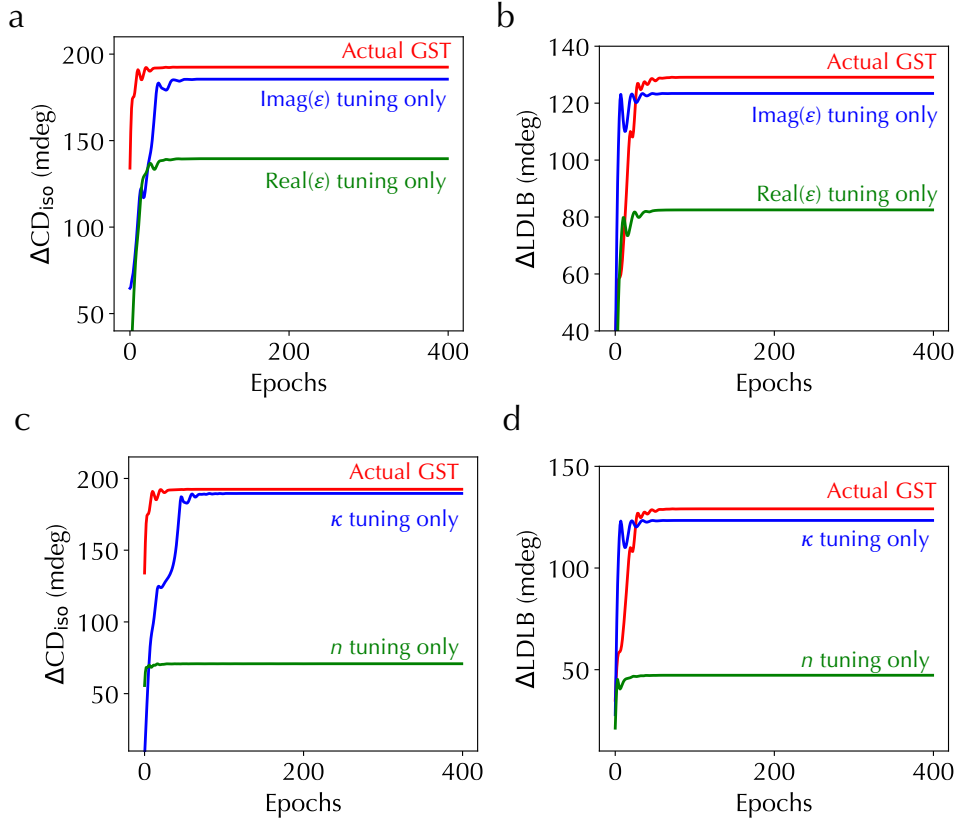 a
ΔCD_iso (mdeg)
200
150
100
50
0
200
400
Epochs
Actual GST
Imag(ε) tuning only
Real(ε) tuning only
b
ΔLDLB (mdeg)
140
120
100
80
60
40
0
200
400
Epochs
Actual GST
Imag(ε) tuning only
Real(ε) tuning only
c
ΔCD_iso (mdeg)
200
150
100
50
0
200
400
Epochs
Actual GST
κ tuning only
n tuning only
d
ΔLDLB (mdeg)
150
100
50
0
200
400
Epochs
Actual GST
κ tuning only
n tuning only